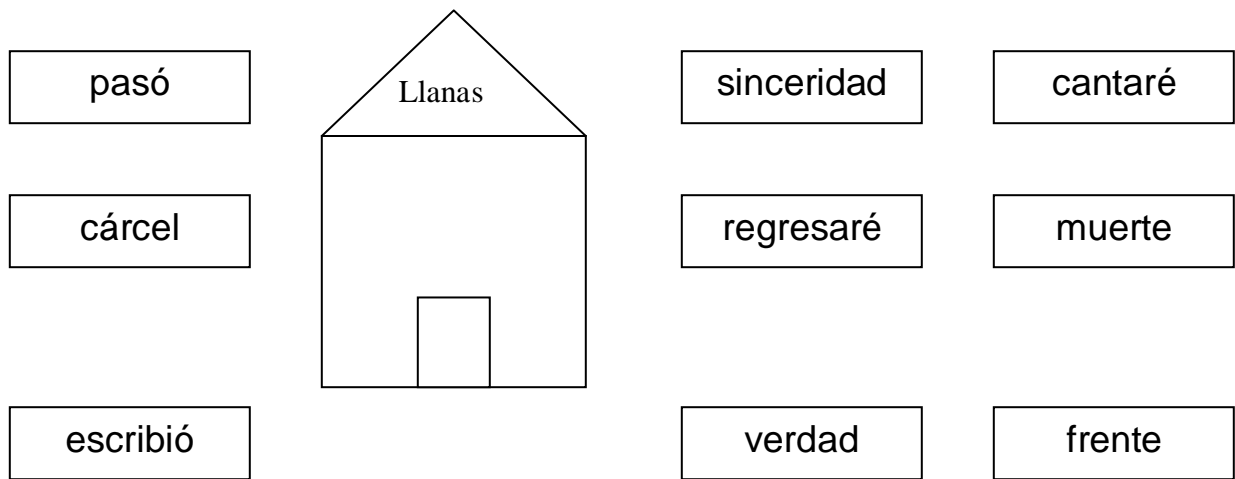 pasó
Llanas
sinceridad
cantaré
cárcel
regresaré
muerte
escribió
verdad
frente